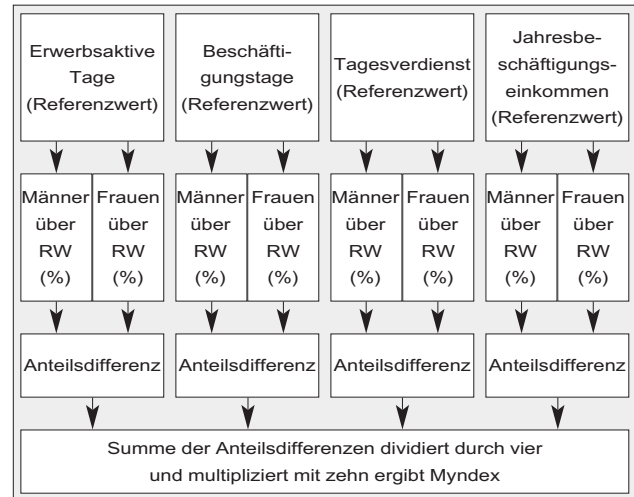 Erwerbsaktive
Tage
(Referenzwert)
Beschäfti-
gungstage
(Referenzwert)
Tagesverdienst
(Referenzwert)
Jahresbe-
schäftigungs-
einkommen
(Referenzwert)
Männer
über
RW
(%)
Frauen
über
RW
(%)
Männer
über
RW
(%)
Frauen
über
RW
(%)
Männer
über
RW
(%)
Frauen
über
RW
(%)
Männer
über
RW
(%)
Frauen
über
RW
(%)
Anteilsdifferenz
Anteilsdifferenz
Anteilsdifferenz
Anteilsdifferenz
Summe der Anteilsdifferenzen dividiert durch vier
und multipliziert mit zehn ergibt Myndex